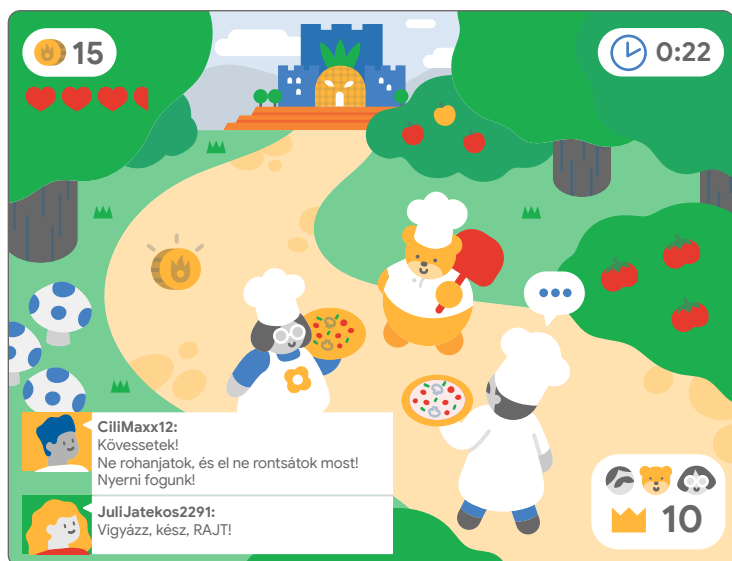 15
0:22
CiliMaxx12:
Kövessetek!
Ne rohanjatok, és el ne rontsátok most!
Nyerni fogunk!
JuliJatekos2291:
Vigyázz, kész, RAJT!
10